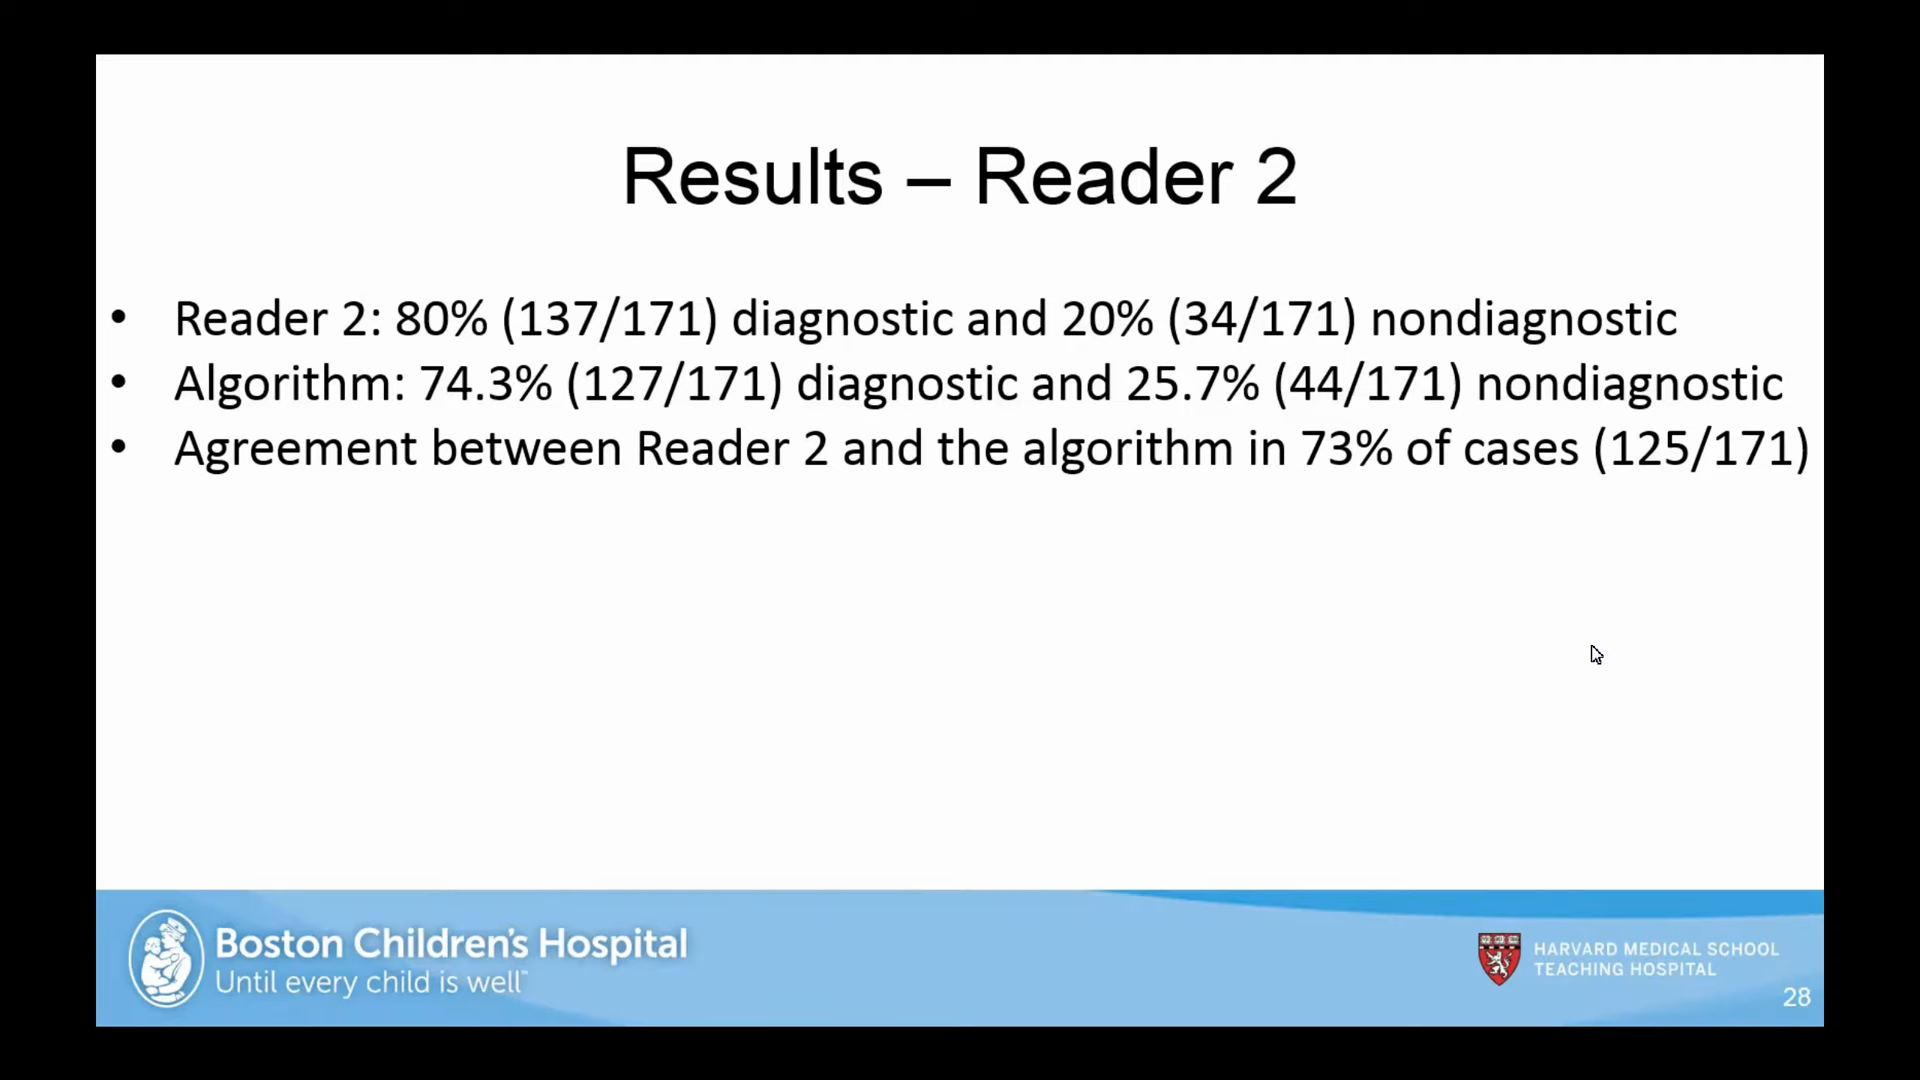 Results – Reader 2
• Reader 2: 80% (137/171) diagnostic and 20% (34/171) nondiagnostic
• Algorithm: 74.3% (127/171) diagnostic and 25.7% (44/171) nondiagnostic
• Agreement between Reader 2 and the algorithm in 73% of cases (125/171)
Boston Children's Hospital
Until every child is well™
HARVARD MEDICAL SCHOOL
TEACHING HOSPITAL
28